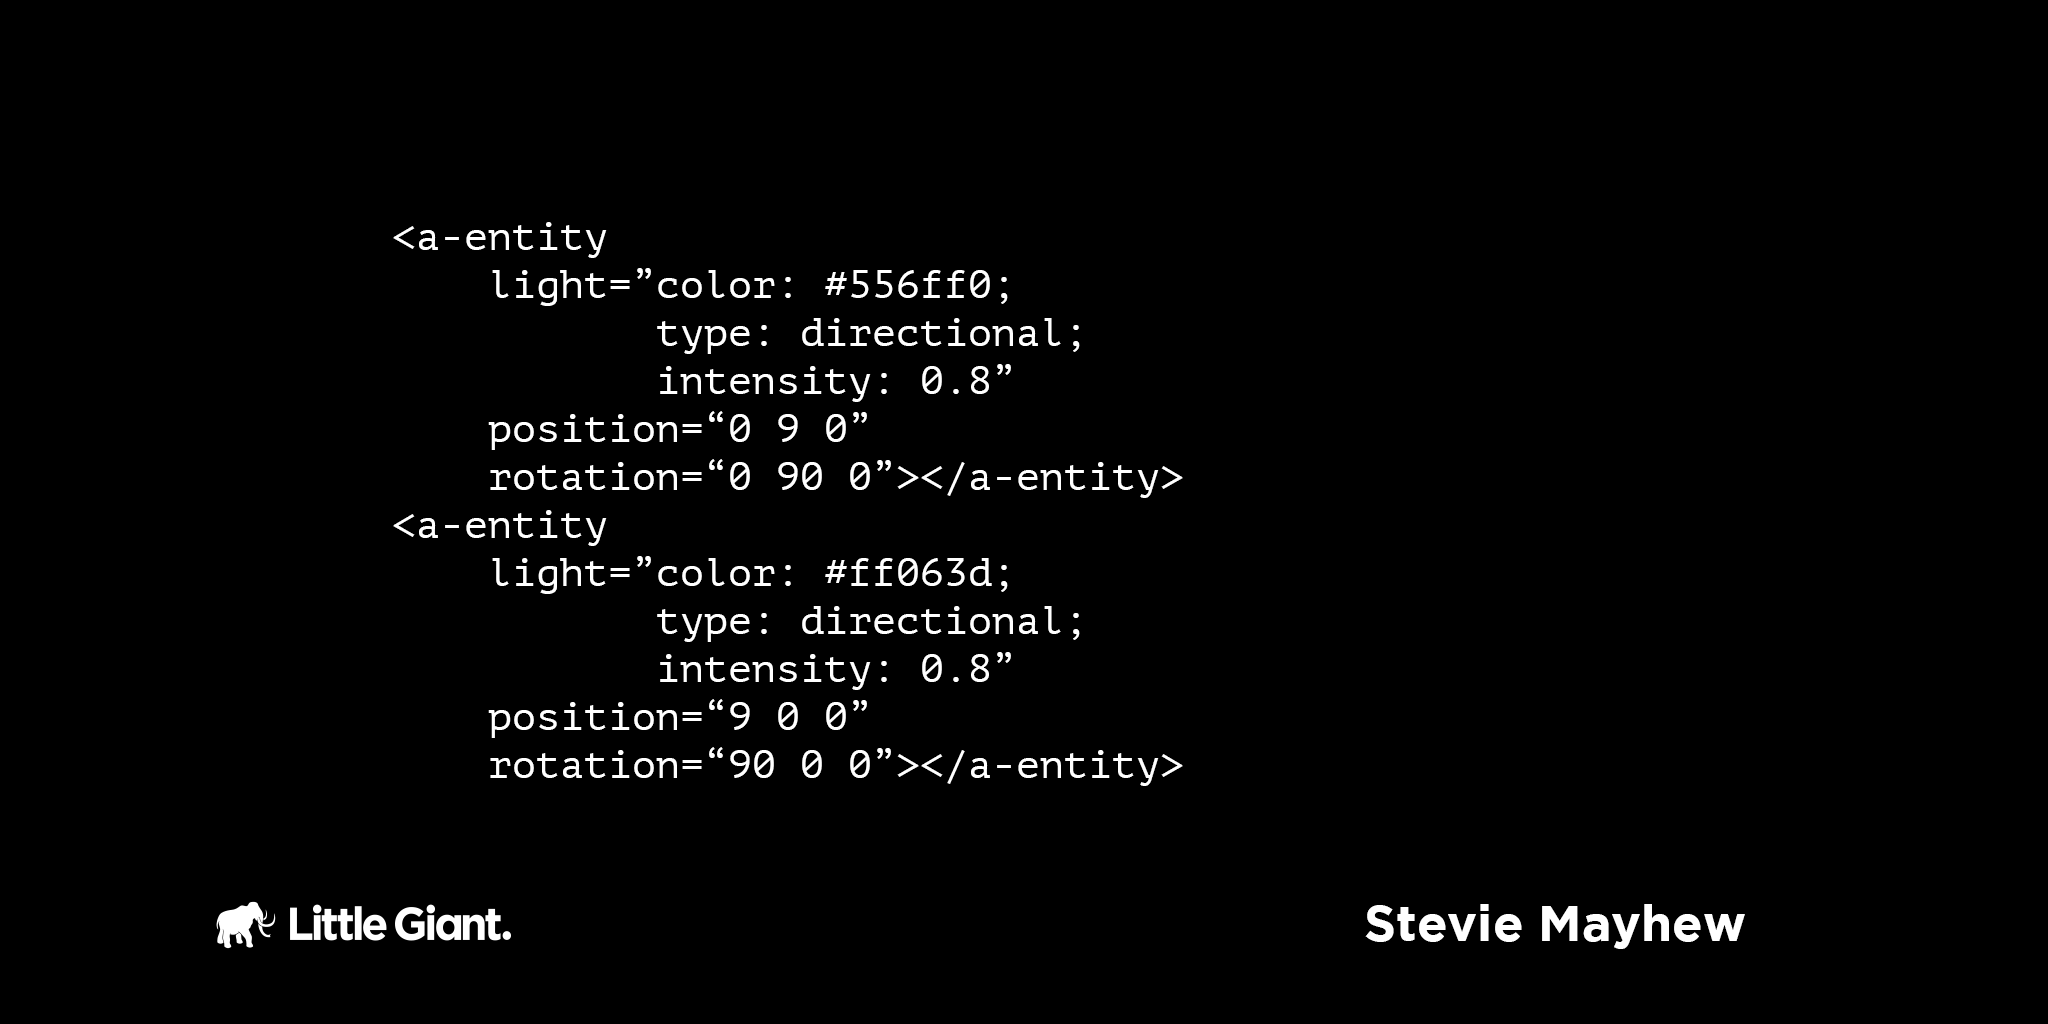 <a-entity
    light=”color: #556ff0;
           type: directional;
           intensity: 0.8”
    position=“0 9 0”
    rotation=“0 90 0”></a-entity>
<a-entity
    light=”color: #ff063d;
           type: directional;
           intensity: 0.8”
    position=“9 0 0”
    rotation=“90 0 0”></a-entity>
Little Giant.
Stevie Mayhew